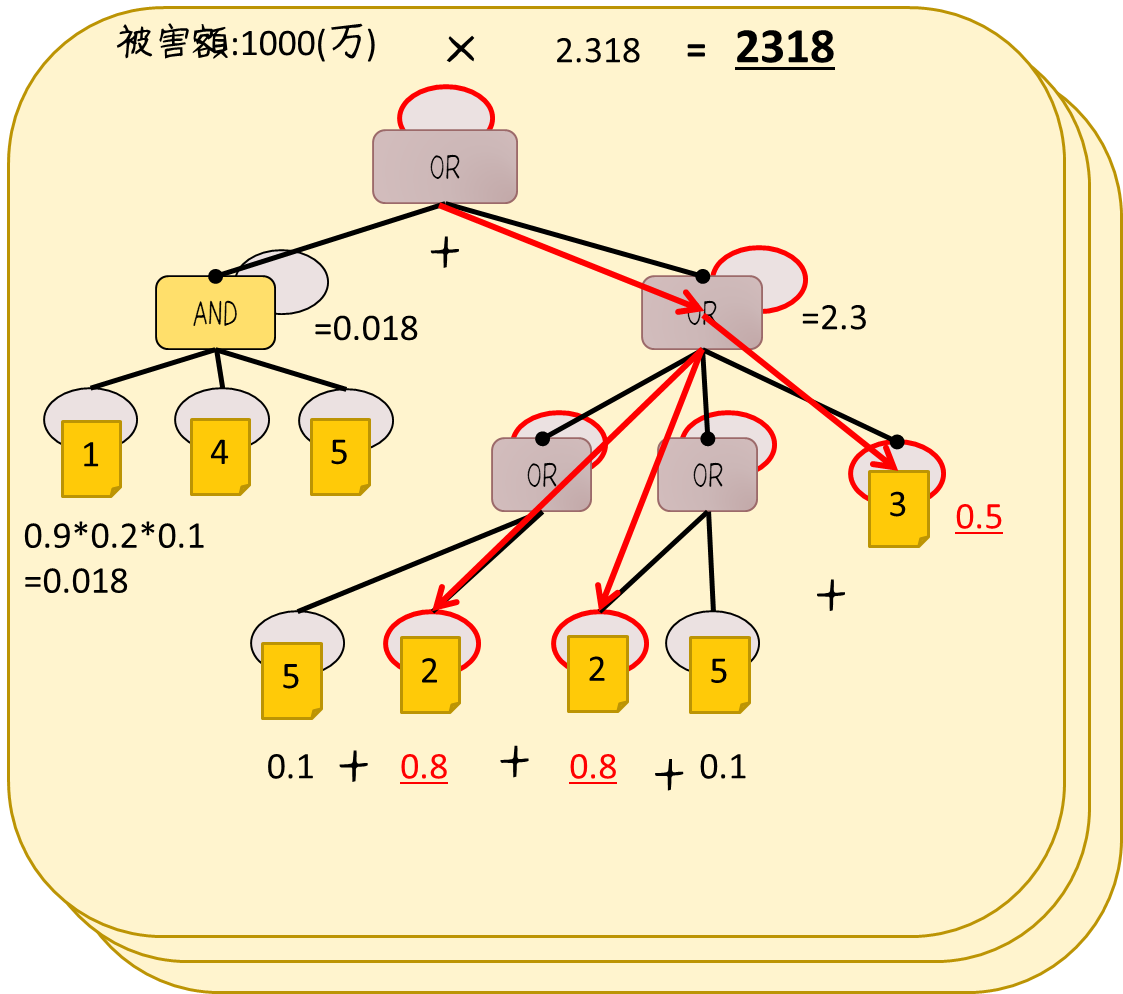 被害額:1000(万) × 2.318 = 2318
OR
+
AND
=0.018
OR
=2.3
1 4 5
OR
OR
3
0.5
0.9*0.2*0.1
=0.018
+
5 2 2 5
0.1 + 0.8 + 0.8 + 0.1